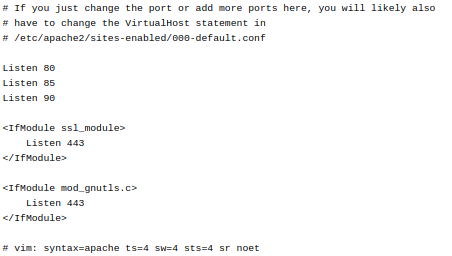 # If you just change the port or add more ports here, you will likely also
# have to change the VirtualHost statement in
# /etc/apache2/sites-enabled/000-default.conf
Listen 80
Listen 85
Listen 90
<IfModule ssl_module>
    Listen 443
</IfModule>
<IfModule mod_gnutls.c>
    Listen 443
</IfModule>
# vim: syntax=apache ts=4 sw=4 sts=4 sr noet